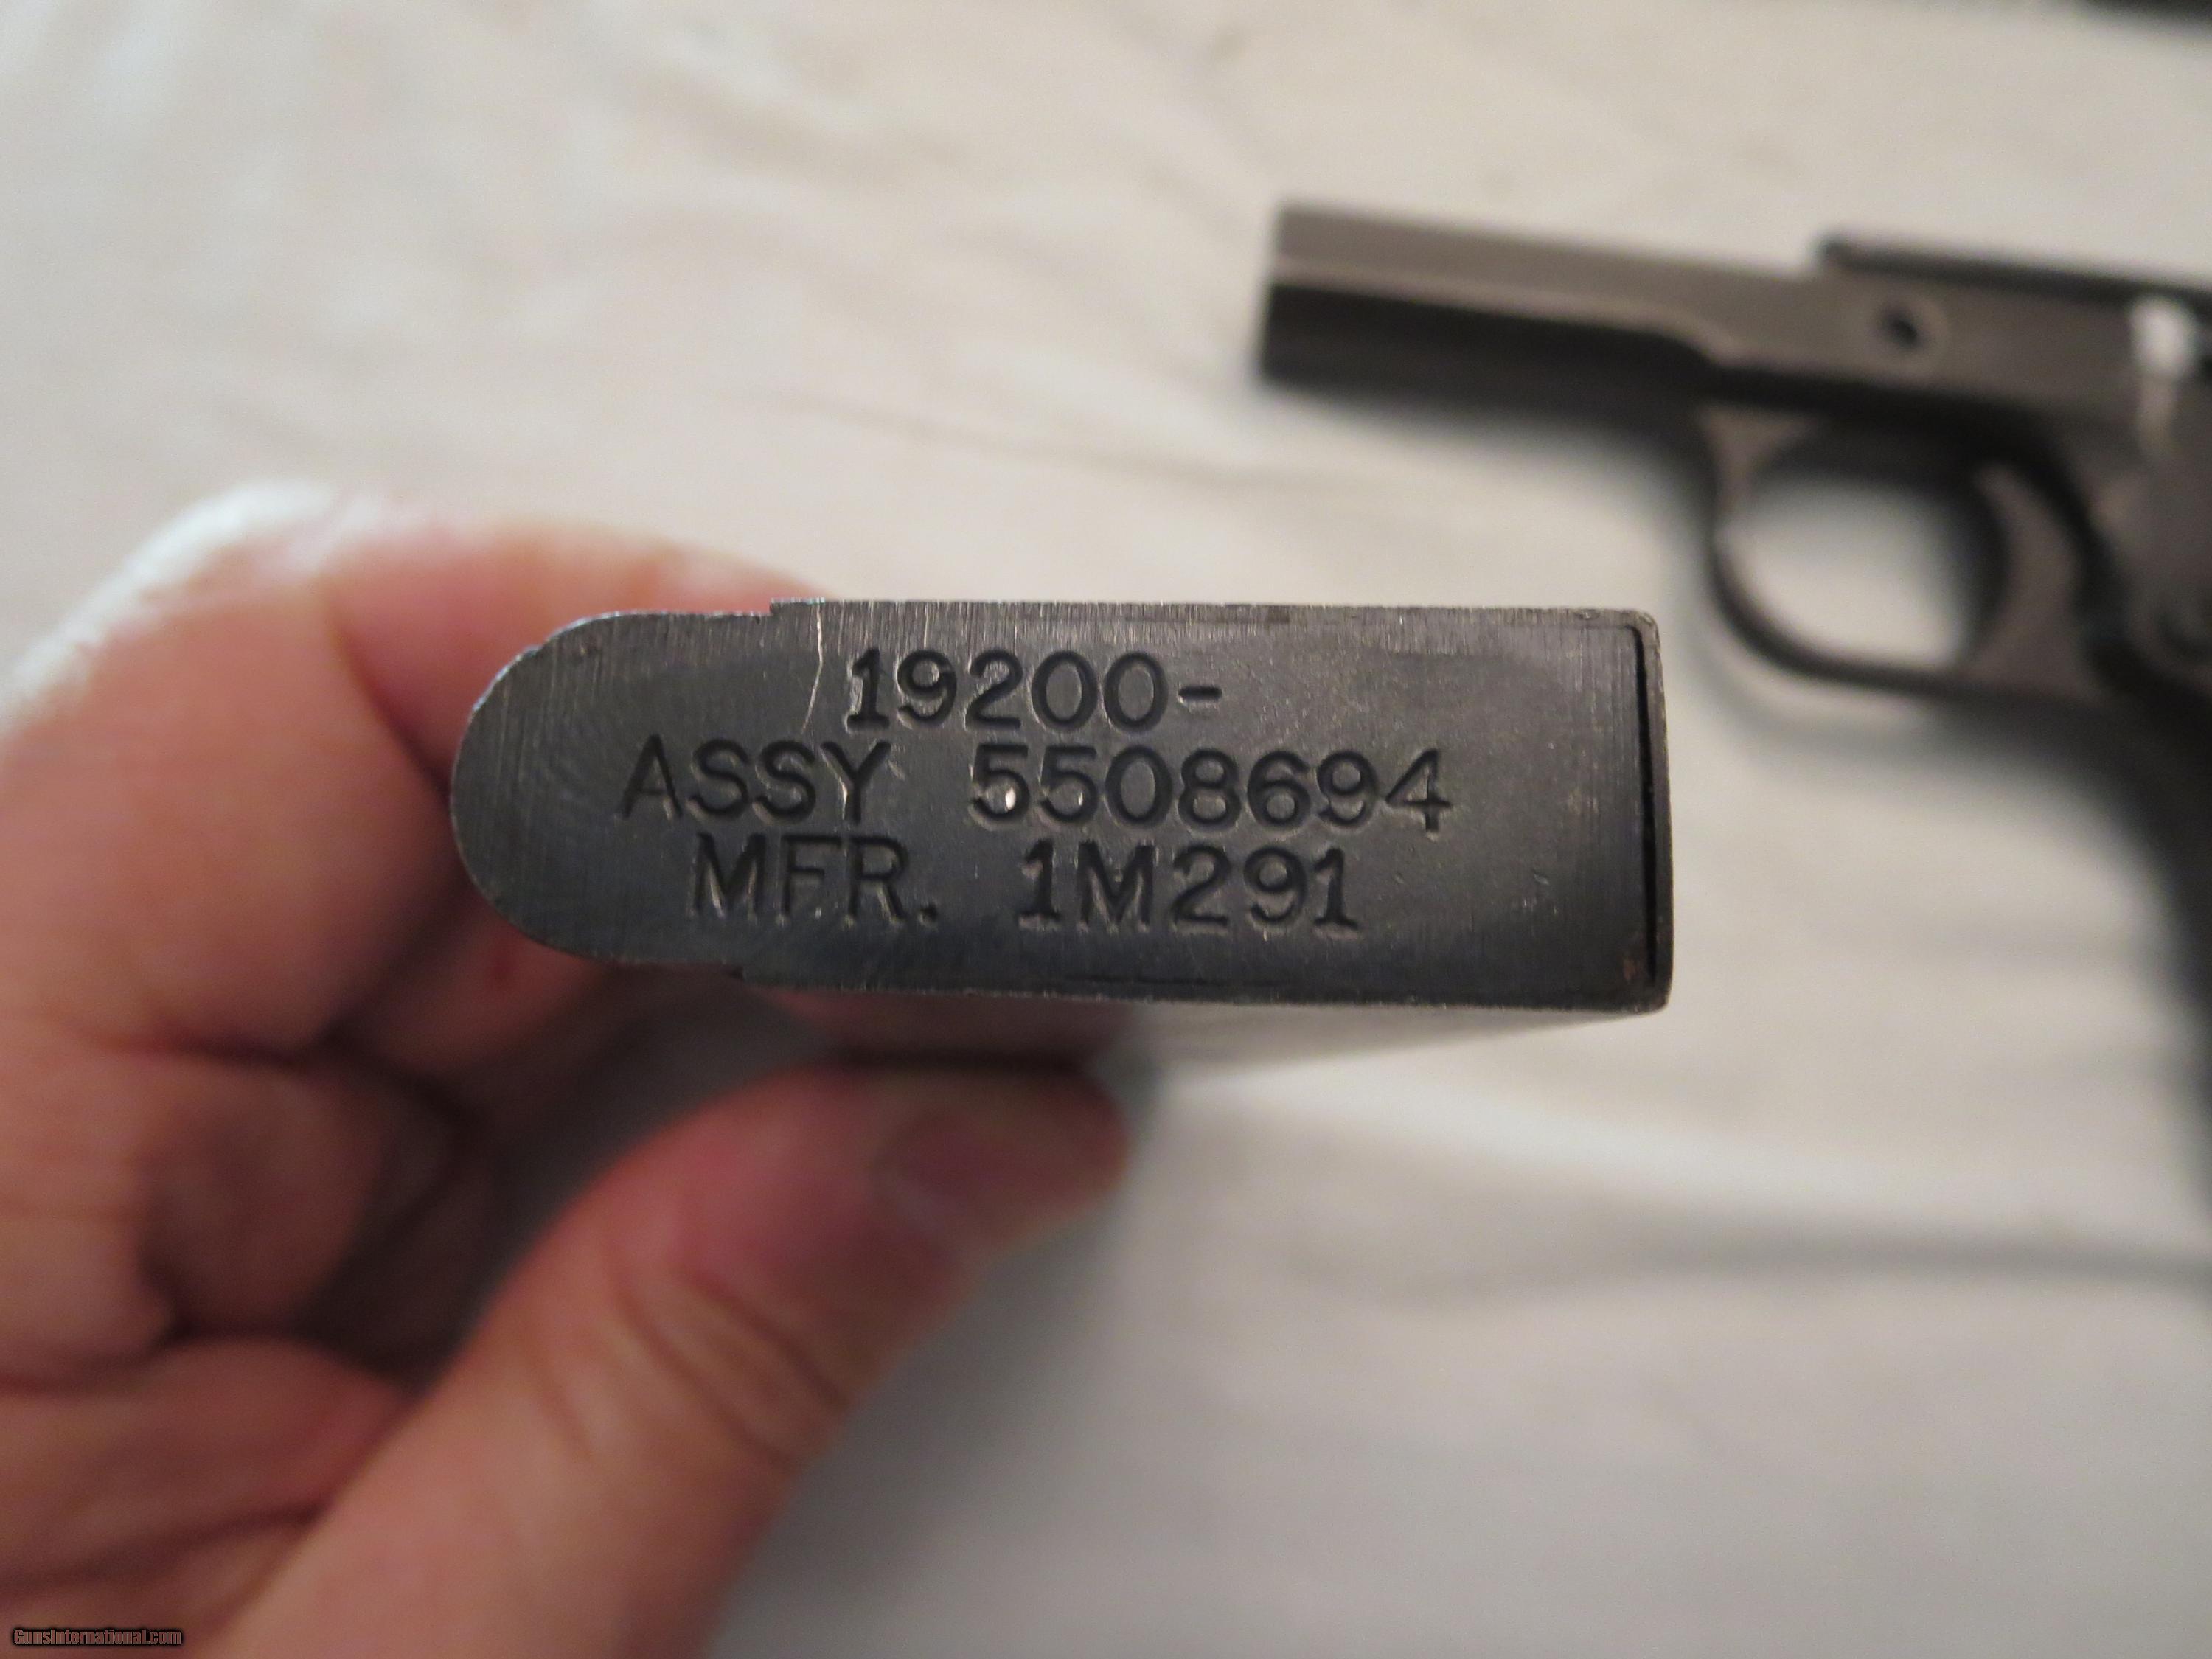 19200-
ASSY 5508694
MFR. 1M291
GunsInternational.com